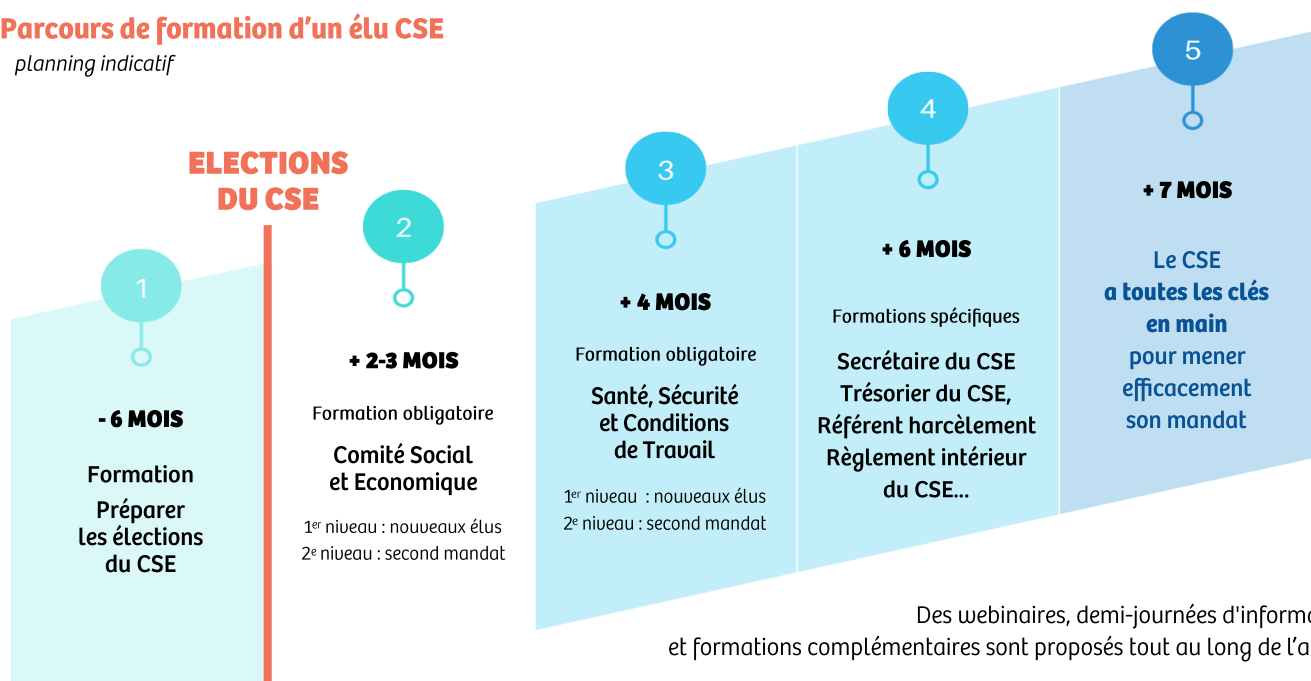 Parcours de formation d'un élu CSE
planning indicatif
ELECTIONS
DU CSE
1
- 6 MOIS
Formation
Préparer
les élections
du CSE
2
+ 2-3 MOIS
Formation obligatoire
Comité Social
et Economique
1er niveau : nouveaux élus
2e niveau : second mandat
3
+ 4 MOIS
Formation obligatoire
Santé, Sécurité
et Conditions
de Travail
1er niveau : nouveaux élus
2e niveau : second mandat
4
+ 6 MOIS
Formations spécifiques
Secrétaire du CSE
Trésorier du CSE,
Référent harcèlement
Règlement intérieur
du CSE...
5
+ 7 MOIS
Le CSE
a toutes les clés
en main
pour mener
efficacement
son mandat
Des webinaires, demi-journées
et formations complémentaires sont proposés tout au long de